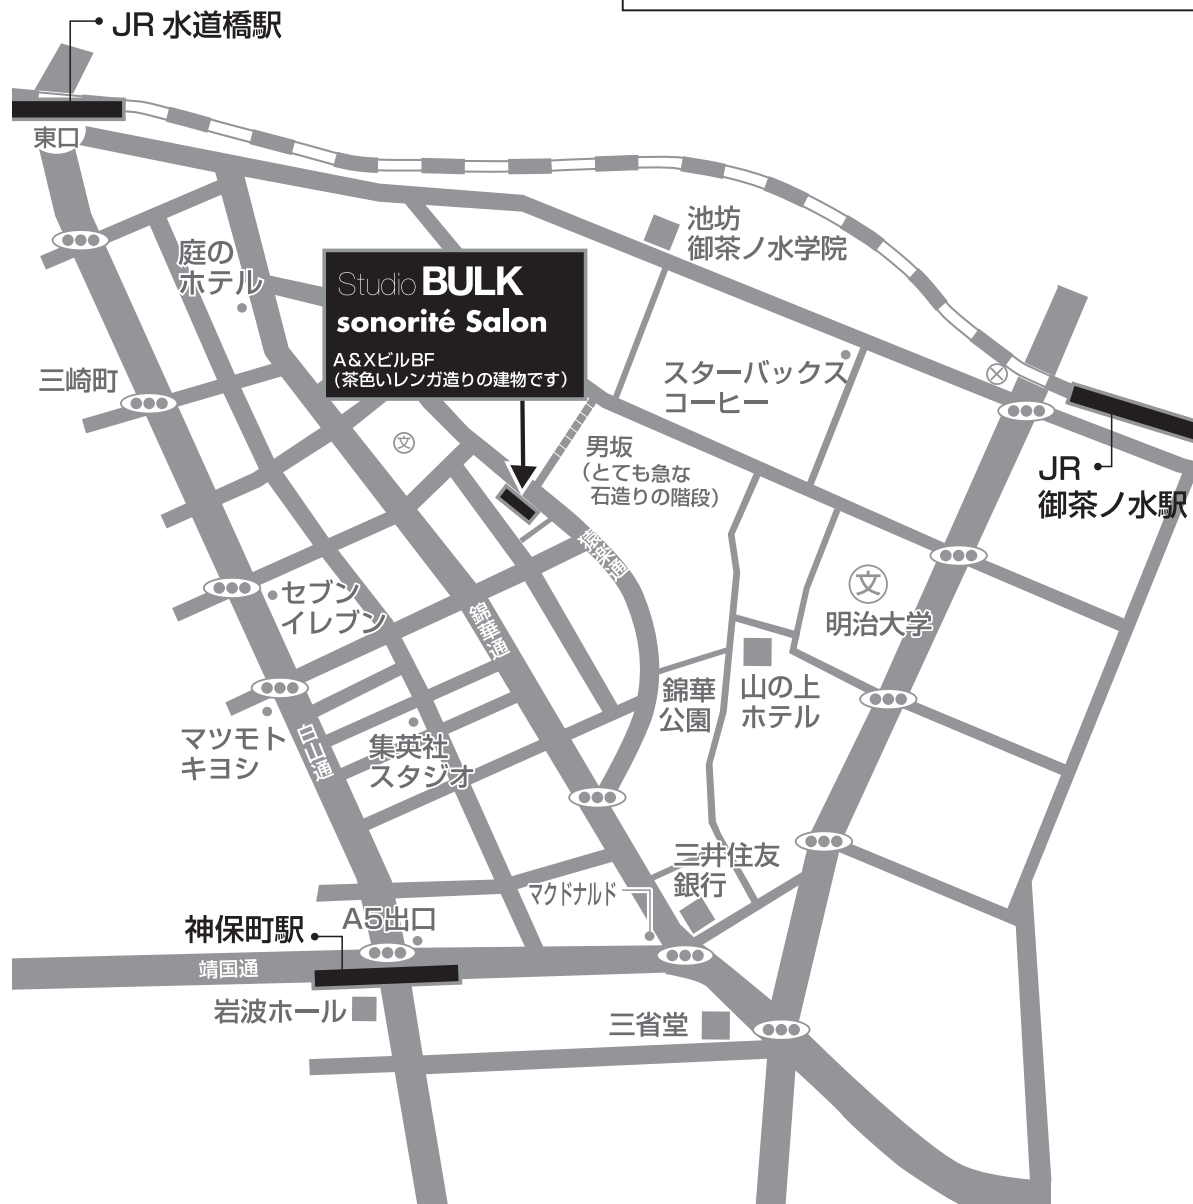 JR 水道橋駅
東口
池坊
御茶ノ水学院
庭の
ホテル
Studio BULK
sonorité Salon
A&XビルBF
(茶色いレンガ造りの建物です)
三崎町
スターバックス
コーヒー
文
男坂
(とても急な
石造りの階段)
JR
御茶ノ水駅
猿楽通
セブン
イレブン
錦華通
文
明治大学
錦華
公園
山の上
ホテル
マツモト
キヨシ
白山通
集英社
スタジオ
三井住友
銀行
マクドナルド
神保町駅
A5出口
靖国通
岩波ホール
三省堂